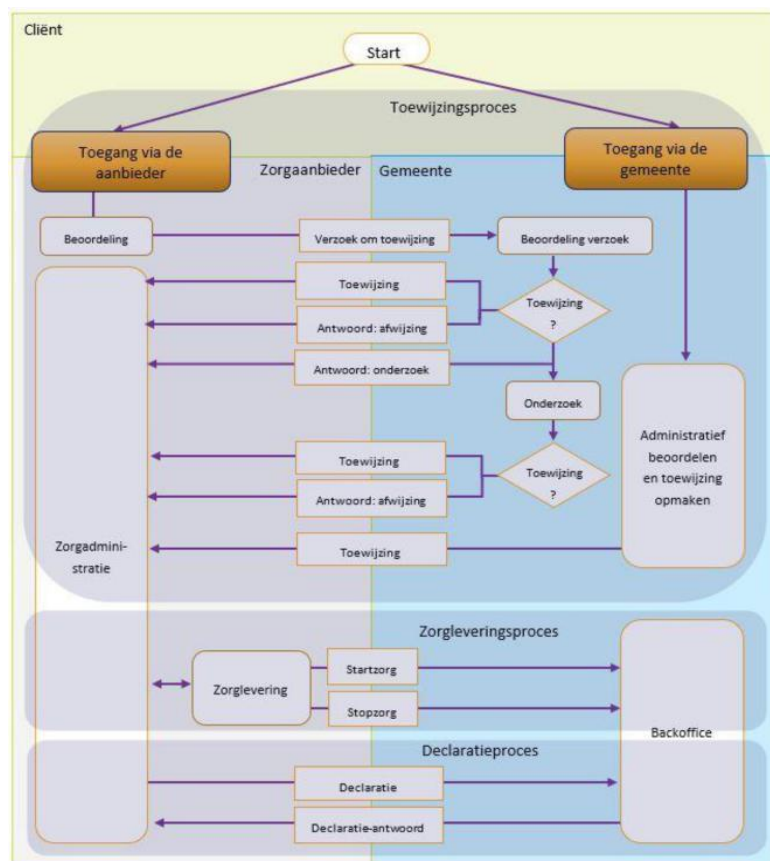 Cliënt
Start
Toewijzingsproces
Toegang via de
aanbieder
Toegang via de
gemeente
Zorgaanbieder
Gemeente
Beoordeling
Verzoek om toewijzing
Beoordeling verzoek
Toewijzing
Toewijzing
?
Antwoord: afwijzing
Antwoord: onderzoek
Onderzoek
Administratief
beoordelen
en toewijzing
opmaken
Toewijzing
Toewijzing
?
Antwoord: afwijzing
Zorgadmini-
stratie
Toewijzing
Zorgleveringsproces
Zorglevering
Startzorg
Stopzorg
Backoffice
Declaratieproces
Declaratie
Declaratie-antwoord